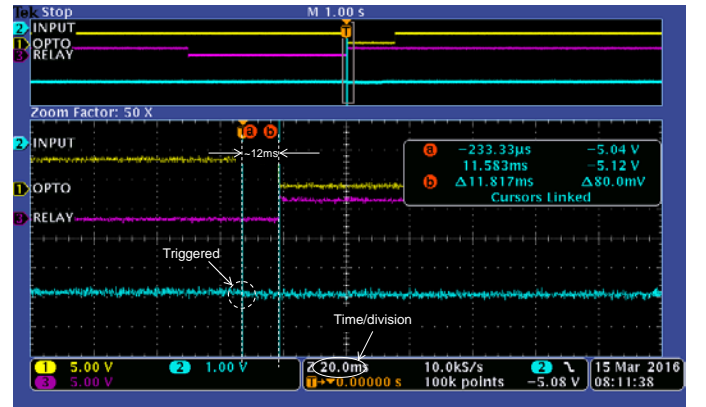 Tek Stop M 1.00 s
2 INPUT
1 OPTO
3 RELAY
T
Zoom Factor: 50 X
T a b
2 INPUT
~12ms
a -233.33µs -5.04 V
11.583ms -5.12 V
b Δ11.817ms Δ80.0mV
Cursors Linked
1 OPTO
3 RELAY
Triggered
Time/division
1 5.00 V 2 1.00 V Z 20.0ms 10.0kS/s 2 15 Mar 2016
3 5.00 V T→▼0.00000 s 100k points -5.08 V 08:11:38